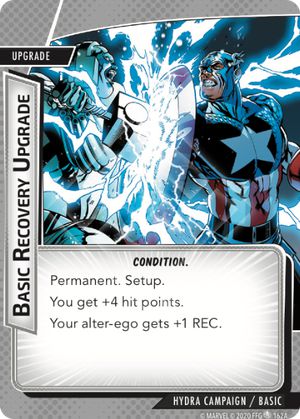 UPGRADE
BASIC RECOVERY UPGRADE
CONDITION.
Permanent. Setup.
You get +4 hit points.
Your alter-ego gets +1 REC.
HYDRA CAMPAIGN / BASIC
© MARVEL © 2020 FFG 162A